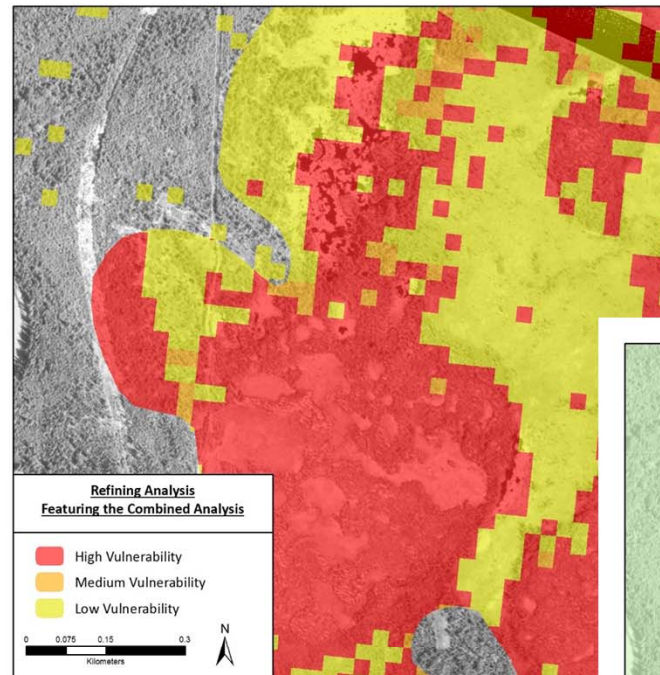 Refining Analysis
Featuring the Combined Analysis
High Vulnerability
Medium Vulnerability
Low Vulnerability
0 0.075 0.15 0.3
Kilometers
N